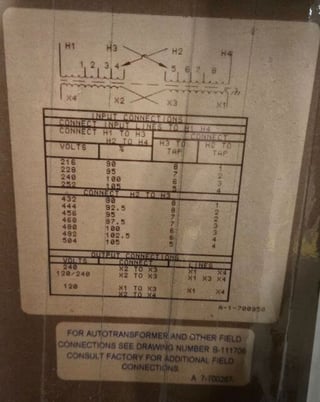 H1 H3 H2 H4
1 2 3 4 5 6 7 8
X4 X2 X3 X1
INPUT CONNECTIONS
CONNECT INPUT LINES TO H1 H4
CONNECT H1 TO H3 CONNECT
H2 TO H4 H3 TO H2 TO
VOLTS % TAP TAP
216 90 8 1
228 95 7 2
240 100 6 3
252 105 5 4
CONNECT H2 TO H3
432 90 8 1
444 92.5 8 2
456 95 7 2
468 97.5 7 3
480 100 6 3
492 102.5 6 4
504 105 5 4
OUTPUT CONNECTIONS
VOLTS CONNECT LINES
240 X2 TO X3 X1 X4
120/240 X2 TO X3 X1 X3 X4
120 X1 TO X3 X1 X4
X2 TO X4
A-1-700950
FOR AUTOTRANSFORMER AND OTHER FIELD
CONNECTIONS SEE DRAWING NUMBER B-111706
CONSULT FACTORY FOR ADDITIONAL FIELD
CONNECTIONS